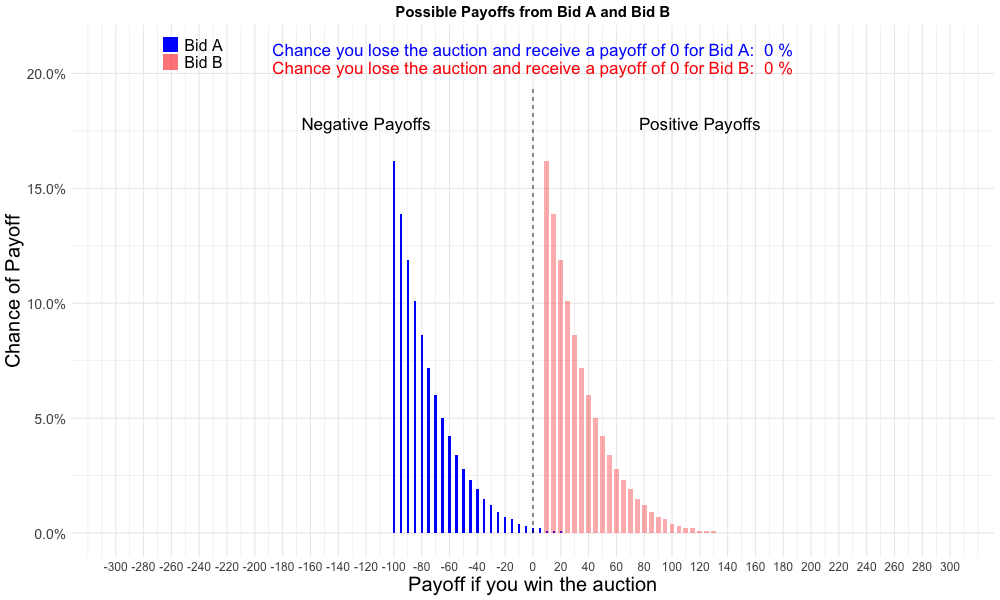 Possible Payoffs from Bid A and Bid B
Bid A
Bid B
Chance you lose the auction and receive a payoff of 0 for Bid A:  0 %
Chance you lose the auction and receive a payoff of 0 for Bid B:  0 %
Negative Payoffs
Positive Payoffs
Chance of Payoff
20.0%
15.0%
10.0%
5.0%
0.0%
-300 -280 -260 -240 -220 -200 -180 -160 -140 -120 -100 -80 -60 -40 -20 0 20 40 60 80 100 120 140 160 180 200 220 240 260 280 300
Payoff if you win the auction